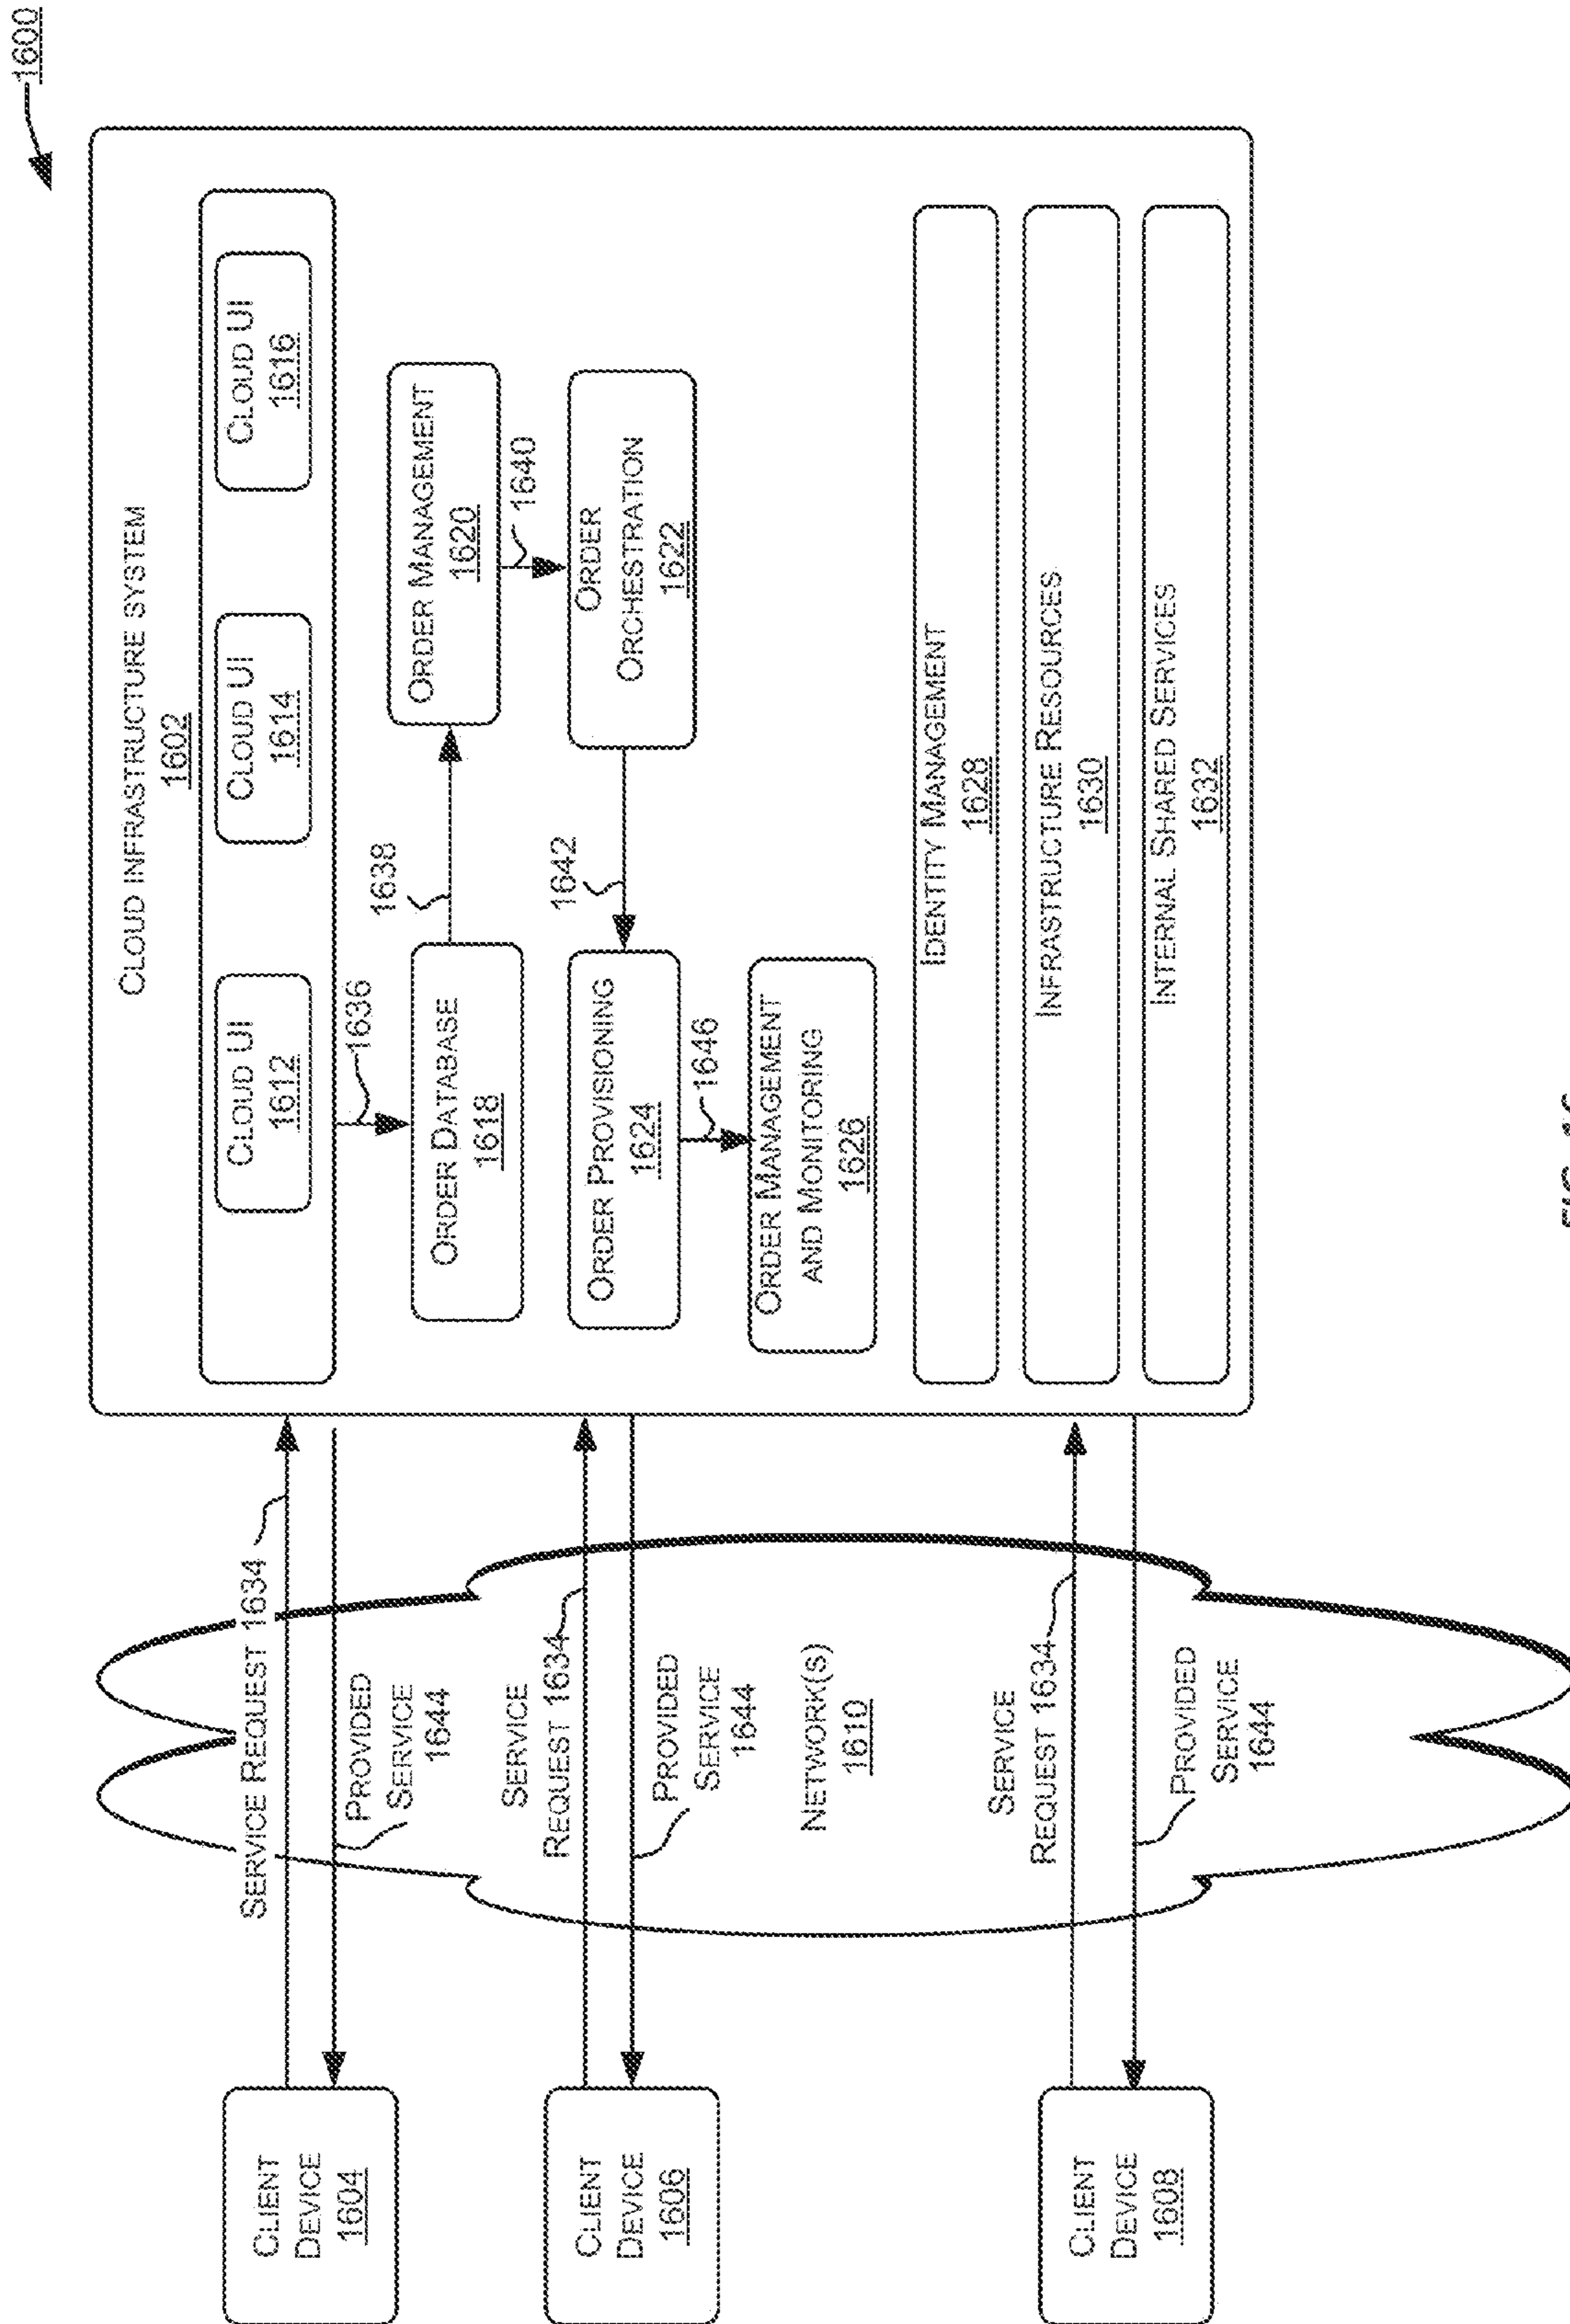 1600
CLOUD INFRASTRUCTURE SYSTEM
1602
CLOUD UI
1612
CLOUD UI
1614
CLOUD UI
1616
1636
ORDER DATABASE
1618
1638
ORDER MANAGEMENT
1620
1640
ORDER
ORCHESTRATION
1622
1642
ORDER PROVISIONING
1624
1646
ORDER MANAGEMENT
AND MONITORING
1626
IDENTITY MANAGEMENT
1628
INFRASTRUCTURE RESOURCES
1630
INTERNAL SHARED SERVICES
1632
CLIENT
DEVICE
1604
SERVICE REQUEST 1634
PROVIDED
SERVICE
1644
CLIENT
DEVICE
1606
SERVICE
REQUEST 1634
PROVIDED
SERVICE
1644
NETWORK(S)
1610
CLIENT
DEVICE
1608
SERVICE
REQUEST 1634
PROVIDED
SERVICE
1644